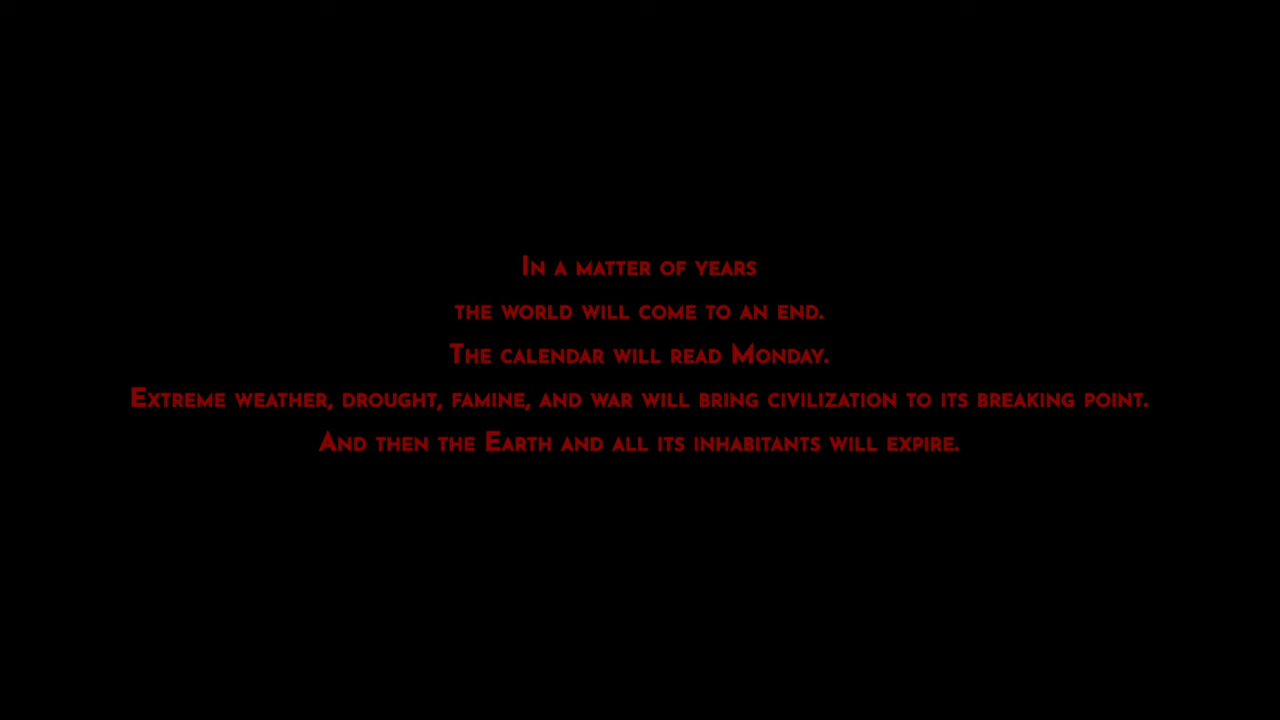 In a matter of years
the world will come to an end.
The calendar will read Monday.
Extreme weather, drought, famine, and war will bring civilization to its breaking point.
And then the Earth and all its inhabitants will expire.